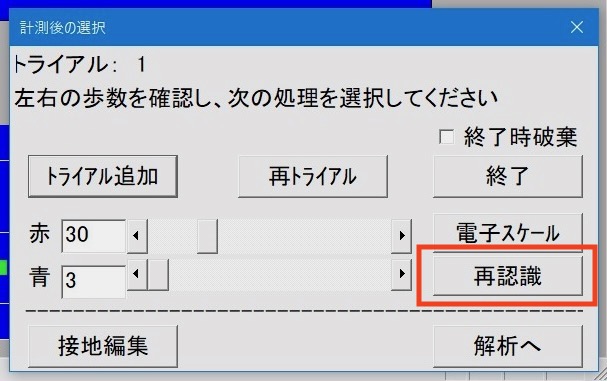 計測後の選択
トライアル: 1
左右の歩数を確認し、次の処理を選択してください
終了時破棄
トライアル追加 再トライアル 終了
赤 30 電子スケール
青 3 再認識
接地編集 解析へ